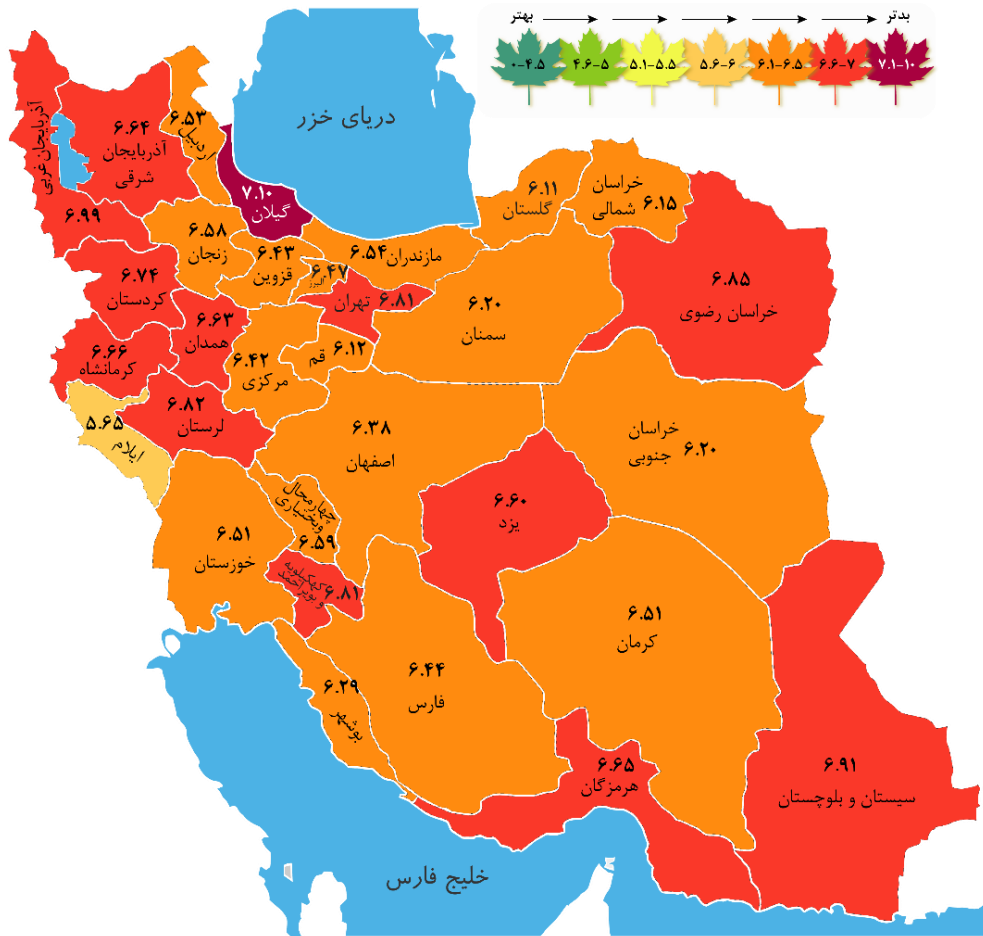 بهتر
بدتر
۰-۴.۵
۴.۶-۵
۵.۱-۵.۵
۵.۶-۶
۶.۱-۶.۵
۶.۶-۷
۷.۱-۱۰
دریای خزر
آذربایجان غربی
۶.۹۹
۶.۶۴
آذربایجان
شرقی
۶.۵۳
اردبیل
۷.۱۰
گیلان
۶.۵۸
زنجان
۶.۴۳
قزوین
۶.۴۷
البرز
۶.۵۴
مازندران
۶.۱۱
گلستان
خراسان
شمالی
۶.۱۵
۶.۸۵
خراسان رضوی
۶.۷۴
کردستان
۶.۶۳
همدان
۶.۸۱
تهران
۶.۲۰
سمنان
۶.۶۶
کرمانشاه
۶.۴۲
مرکزی
۶.۱۲
قم
۵.۶۵
ایلام
۶.۸۲
لرستان
۶.۳۸
اصفهان
خراسان
جنوبی
۶.۲۰
۶.۶۰
یزد
چهارمحال
وبختیاری
۶.۵۹
۶.۵۱
خوزستان
۶.۸۱
کهکیلویه
و بویراحمد
۶.۵۱
کرمان
۶.۴۴
فارس
۶.۲۹
بوشهر
۶.۶۵
هرمزگان
۶.۹۱
سیستان و بلوچستان
خلیج فارس